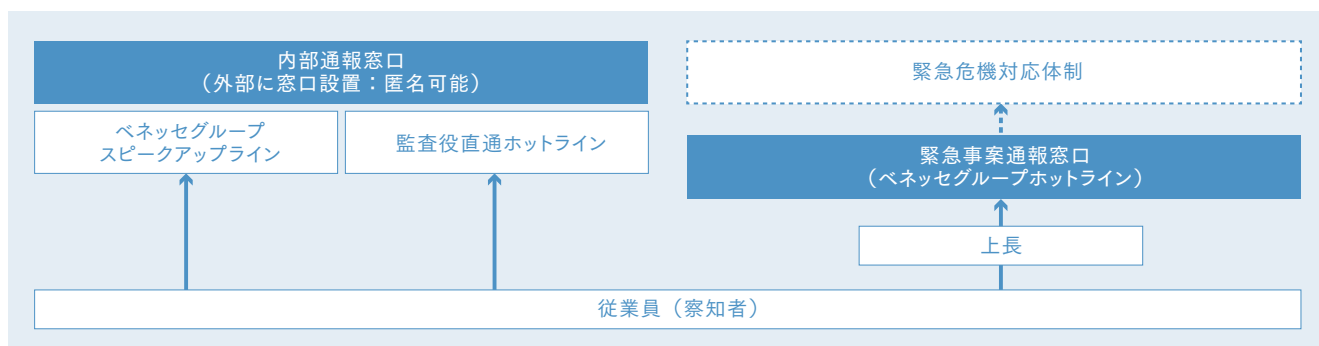 内部通報窓口
（外部に窓口設置：匿名可能）
ベネッセグループ
スピークアップライン
監査役直通ホットライン
緊急危機対応体制
緊急事案通報窓口
（ベネッセグループホットライン）
上長
従業員（察知者）